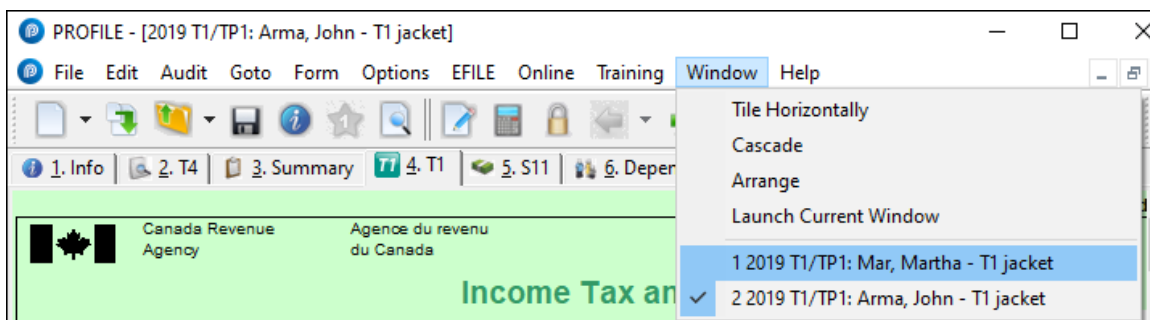 PROFILE - [2019 T1/TP1: Arma, John - T1 jacket]
File Edit Audit Goto Form Options EFILE Online Training Window Help
Tile Horizontally
Cascade
Arrange
Launch Current Window
1 2019 T1/TP1: Mar, Martha - T1 jacket
2 2019 T1/TP1: Arma, John - T1 jacket
1. Info 2. T4 3. Summary T1 4. T1 5. S11 6. Depen
Canada Revenue
Agency
Agence du revenu
du Canada
Income Tax an